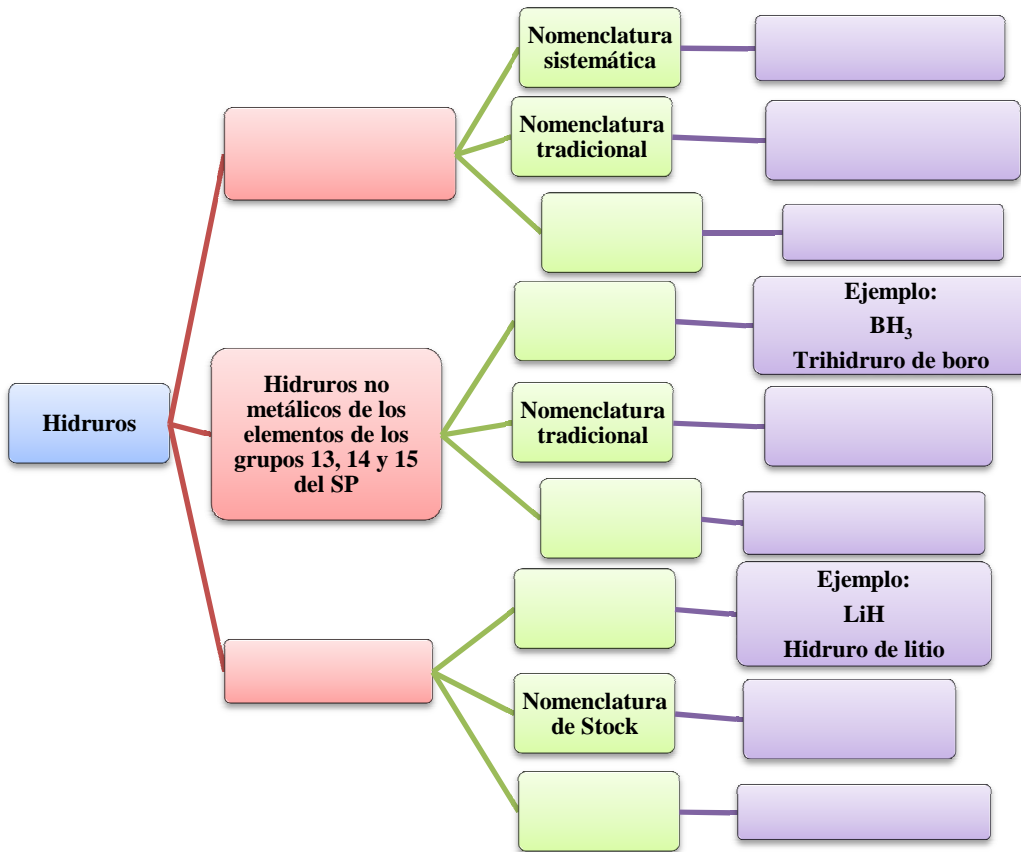 Nomenclatura
sistemática
Nomenclatura
tradicional
Ejemplo:
BH₃
Trihidruro de boro
Hidruros
Hidruros no
metálicos de los
elementos de los
grupos 13, 14 y 15
del SP
Nomenclatura
tradicional
Ejemplo:
LiH
Hidruro de litio
Nomenclatura
de Stock